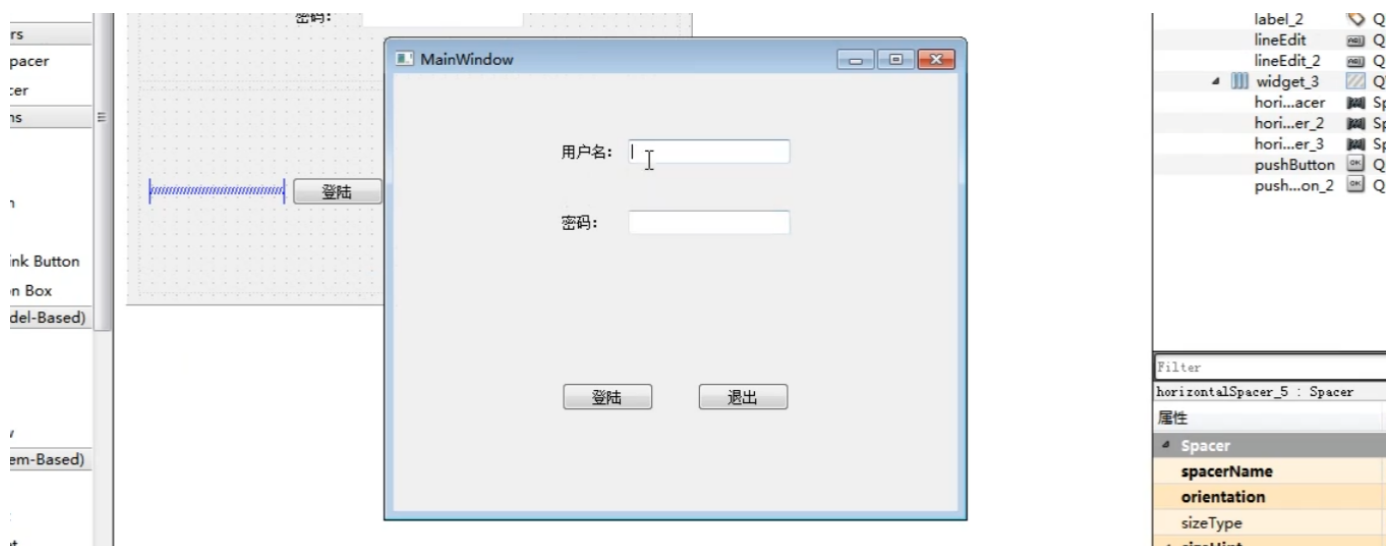 密码：
rs
pacer
cer
ns
ink Button
n Box
del-Based)
em-Based)
登陆
MainWindow
用户名：
密码：
登陆
退出
label_2
lineEdit
lineEdit_2
widget_3
hori...acer
hori...er_2
hori...er_3
pushButton
push...on_2
Filter
horizontalSpacer_5 : Spacer
属性
Spacer
spacerName
orientation
sizeType
sizeHint